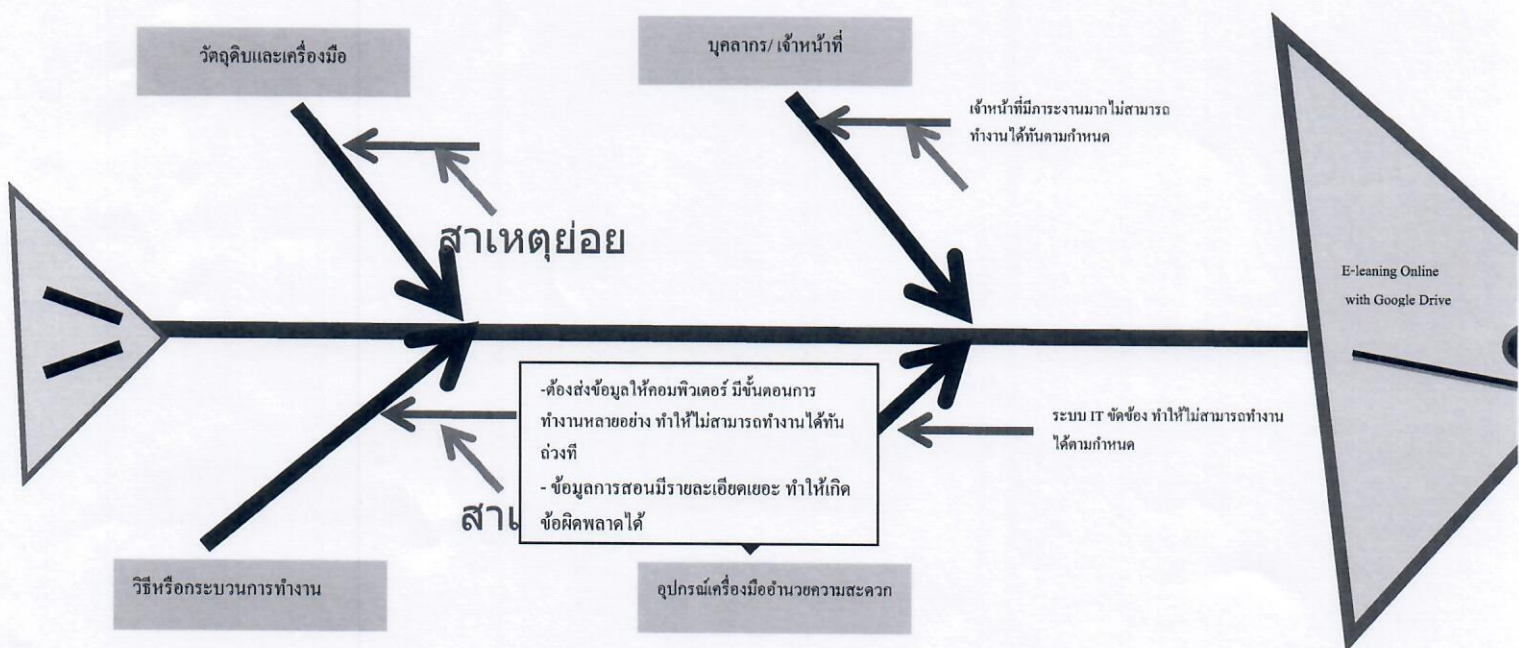 วัตถุดิบและเครื่องมือ
บุคลากร/ เจ้าหน้าที่
เจ้าหน้าที่มีภาระงานมากไม่สามารถ
ทำงานได้ทันตามกำหนด
สาเหตุย่อย
E-leaning Online
with Google Drive
-ต้องส่งข้อมูลให้คอมพิวเตอร์ มีขั้นตอนการ
ทำงานหลายอย่าง ทำให้ไม่สามารถทำงานได้ทัน
ถ่วงที
- ข้อมูลการสอนมีรายละเอียดเยอะ ทำให้เกิด
ข้อผิดพลาดได้
ระบบ IT ขัดข้อง ทำให้ไม่สามารถทำงาน
ได้ตามกำหนด
วิธีหรือกระบวนการทำงาน
อุปกรณ์เครื่องมืออำนวยความสะดวก